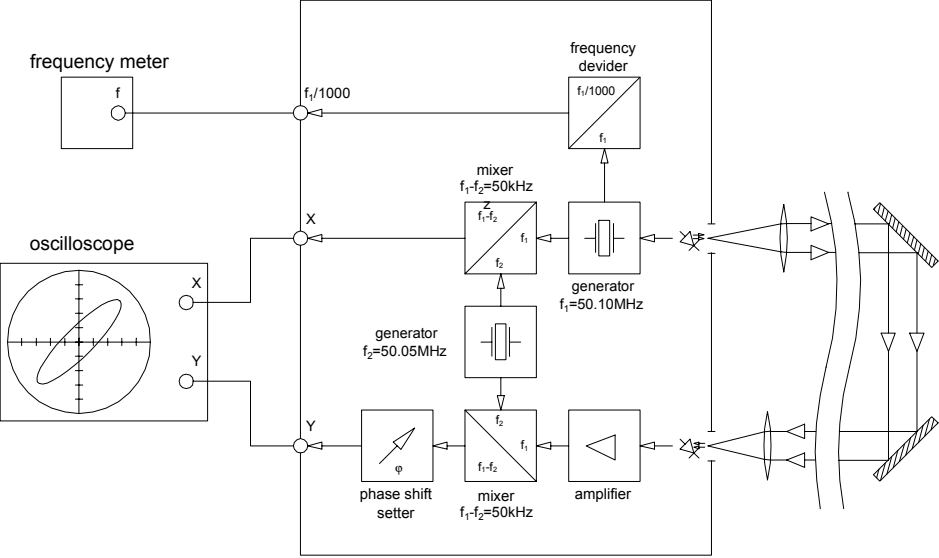 frequency
devider
frequency meter
f
f₁/1000
f₁/1000
f₁
mixer
f₁-f₂=50kHz
z
f₁-f₂
f₁
f₂
X
oscilloscope
X
generator
f₁=50.10MHz
generator
f₂=50.05MHz
Y
Y
f₂
f₁
f₁-f₂
φ
phase shift
setter
mixer
f₁-f₂=50kHz
amplifier